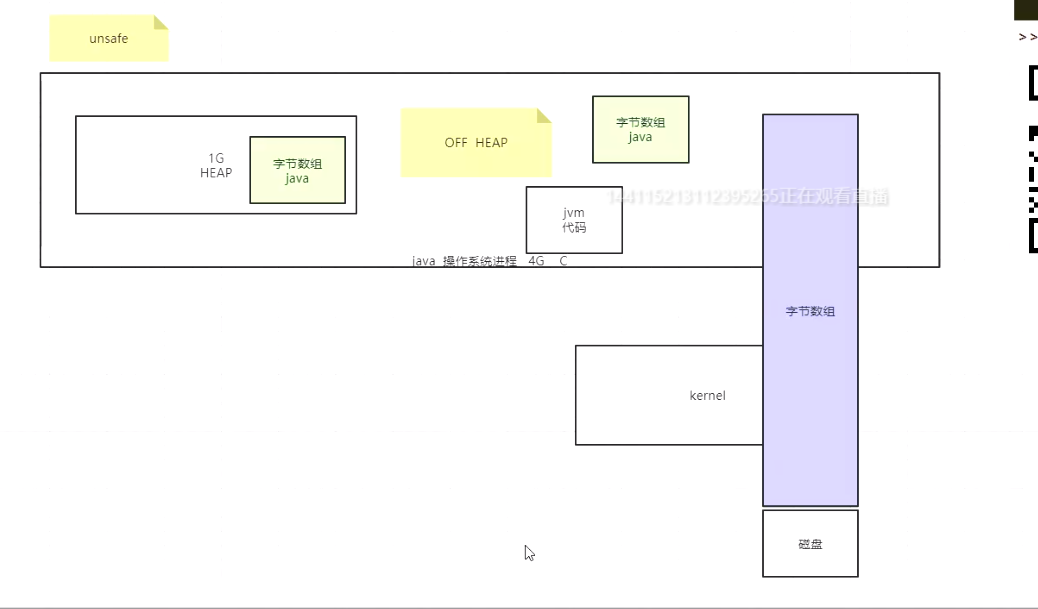 unsafe
>>
1G
HEAP
字节数组
java
OFF HEAP
字节数组
java
jvm
代码
正在观看直播
java 操作系统进程 4G C
字节数组
kernel
磁盘